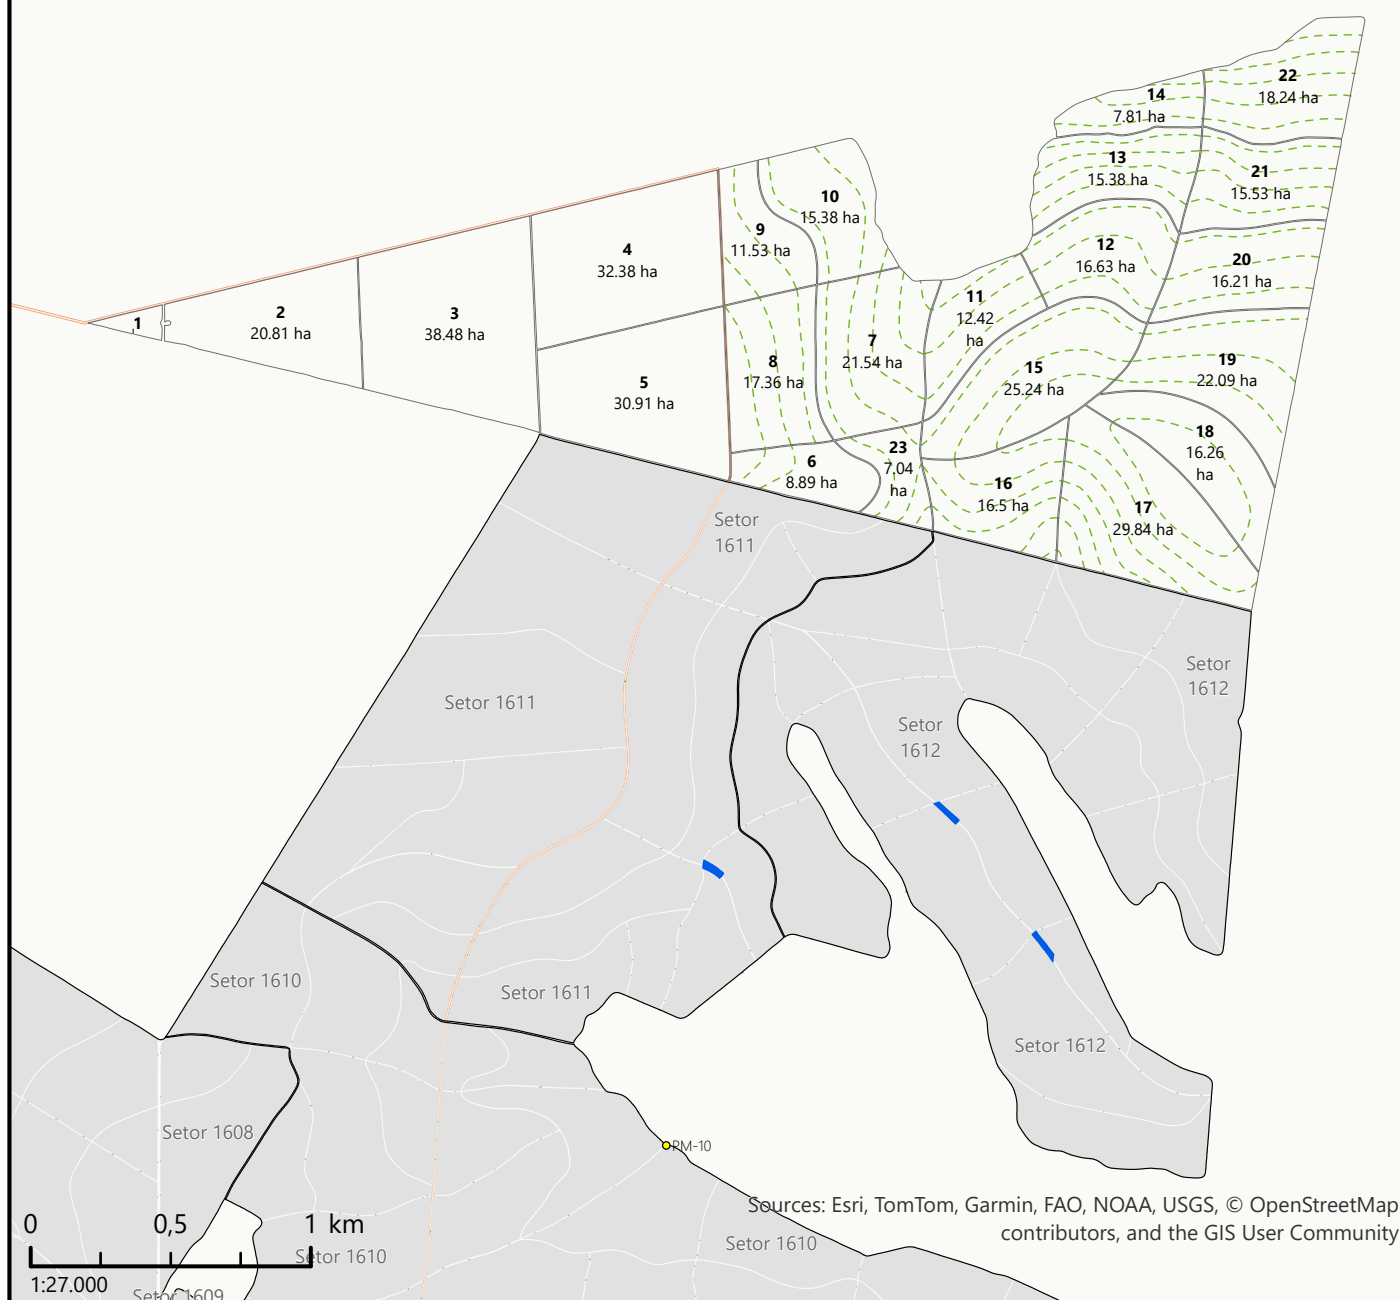 22
18.24 ha
14
7.81 ha
13
15.38 ha
21
15.53 ha
10
15.38 ha
9
11.53 ha
4
32.38 ha
12
16.63 ha
20
16.21 ha
11
12.42
ha
1
2
20.81 ha
3
38.48 ha
7
21.54 ha
8
17.36 ha
15
25.24 ha
19
22.09 ha
5
30.91 ha
18
16.26
ha
23
7.04
ha
6
8.89 ha
16
16.5 ha
17
29.84 ha
Setor
1611
Setor
1612
Setor 1611
Setor
1612
Setor 1610
Setor 1611
Setor 1612
Setor 1608
PM-10
Sources: Esri, TomTom, Garmin, FAO, NOAA, USGS, © OpenStreetMap
contributors, and the GIS User Community
0 0,5 1 km
Setor 1610
Setor 1610
1:27.000
Setor 1609